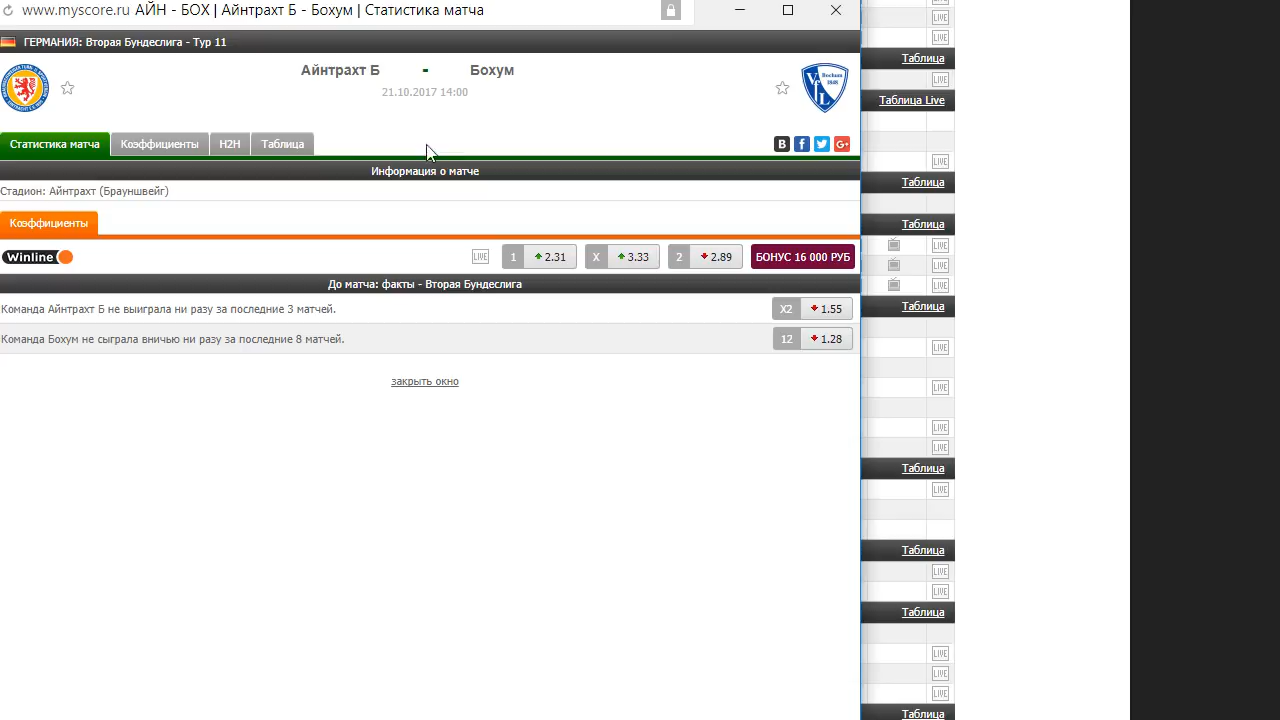 www.myscore.ru АЙН - БОХ | Айнтрахт Б - Бохум | Статистика матча
ГЕРМАНИЯ: Вторая Бундеслига - Тур 11
Айнтрахт Б - Бохум
21.10.2017 14:00
Bochum
1848
VfL
Статистика матча Коэффициенты H2H Таблица
B f G+
Информация о матче
Стадион: Айнтрахт (Брауншвейг)
Коэффициенты
Winline LIVE 1 2.31 X 3.33 2 2.89 БОНУС 16 000 РУБ
До матча: факты - Вторая Бундеслига
Команда Айнтрахт Б не выиграла ни разу за последние 3 матчей. X2 1.55
Команда Бохум не сыграла вничью ни разу за последние 8 матчей. 12 1.28
закрыть окно
LIVE
LIVE
Таблица
LIVE
Таблица Live
LIVE
Таблица
Таблица
LIVE
LIVE
LIVE
Таблица
LIVE
LIVE
LIVE
LIVE
Таблица
LIVE
Таблица
LIVE
LIVE
Таблица
LIVE
LIVE
LIVE
Таблица